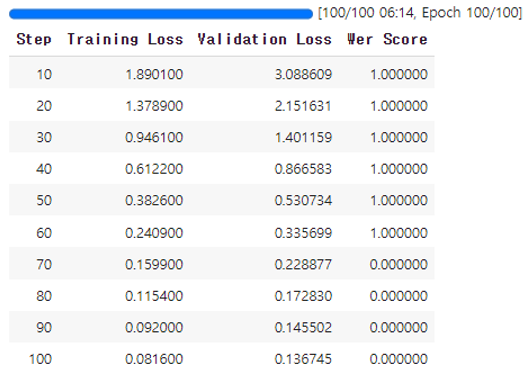 [100/100 06:14, Epoch 100/100]
Step Training Loss Validation Loss Wer Score
10 1.890100 3.088609 1.000000
20 1.378900 2.151631 1.000000
30 0.946100 1.401159 1.000000
40 0.612200 0.866583 1.000000
50 0.382600 0.530734 1.000000
60 0.240900 0.335699 1.000000
70 0.159900 0.228877 0.000000
80 0.115400 0.172830 0.000000
90 0.092000 0.145502 0.000000
100 0.081600 0.136745 0.000000